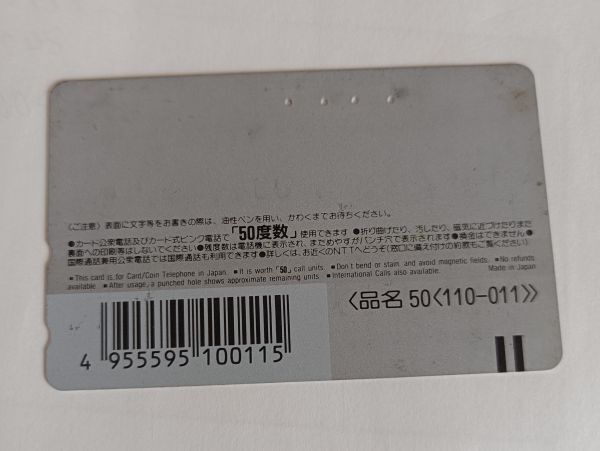 〈ご注意〉表面に文字等をお書きの際は、油性ペンを用い、かわくまでお待ちください。
●カード公衆電話及びカード式ピンク電話で「50度数」使用できます ●折り曲げたり、汚したり、磁気に近づけたりまた
裏面への印刷等はしないでください ●残度数は電話機に表示され、まためやすがパンチ穴で表示されます ●換金はできません ●
国際通話兼用公衆電話では国際通話も利用できます ●詳しくは、お近くのNTTへどうぞ(窓口に備え付けの約款もご覧ください)
■This card is for Card/Coin Telephone in Japan. ■It is worth「50」call units. ■Don't bend or stain, and avoid magnetic fields. ■No refunds
available ■After usage, a punched hole shows approximate remaining units. ■International Calls also available. Made in Japan
〈品名 50〈110-011〉〉
4 955595 100115